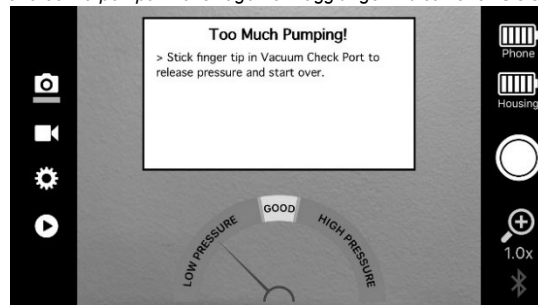 Too Much Pumping!
> Stick finger tip in Vacuum Check Port to
release pressure and start over.
Phone
Housing
LOW PRESSURE
GOOD
HIGH PRESSURE
1.0x